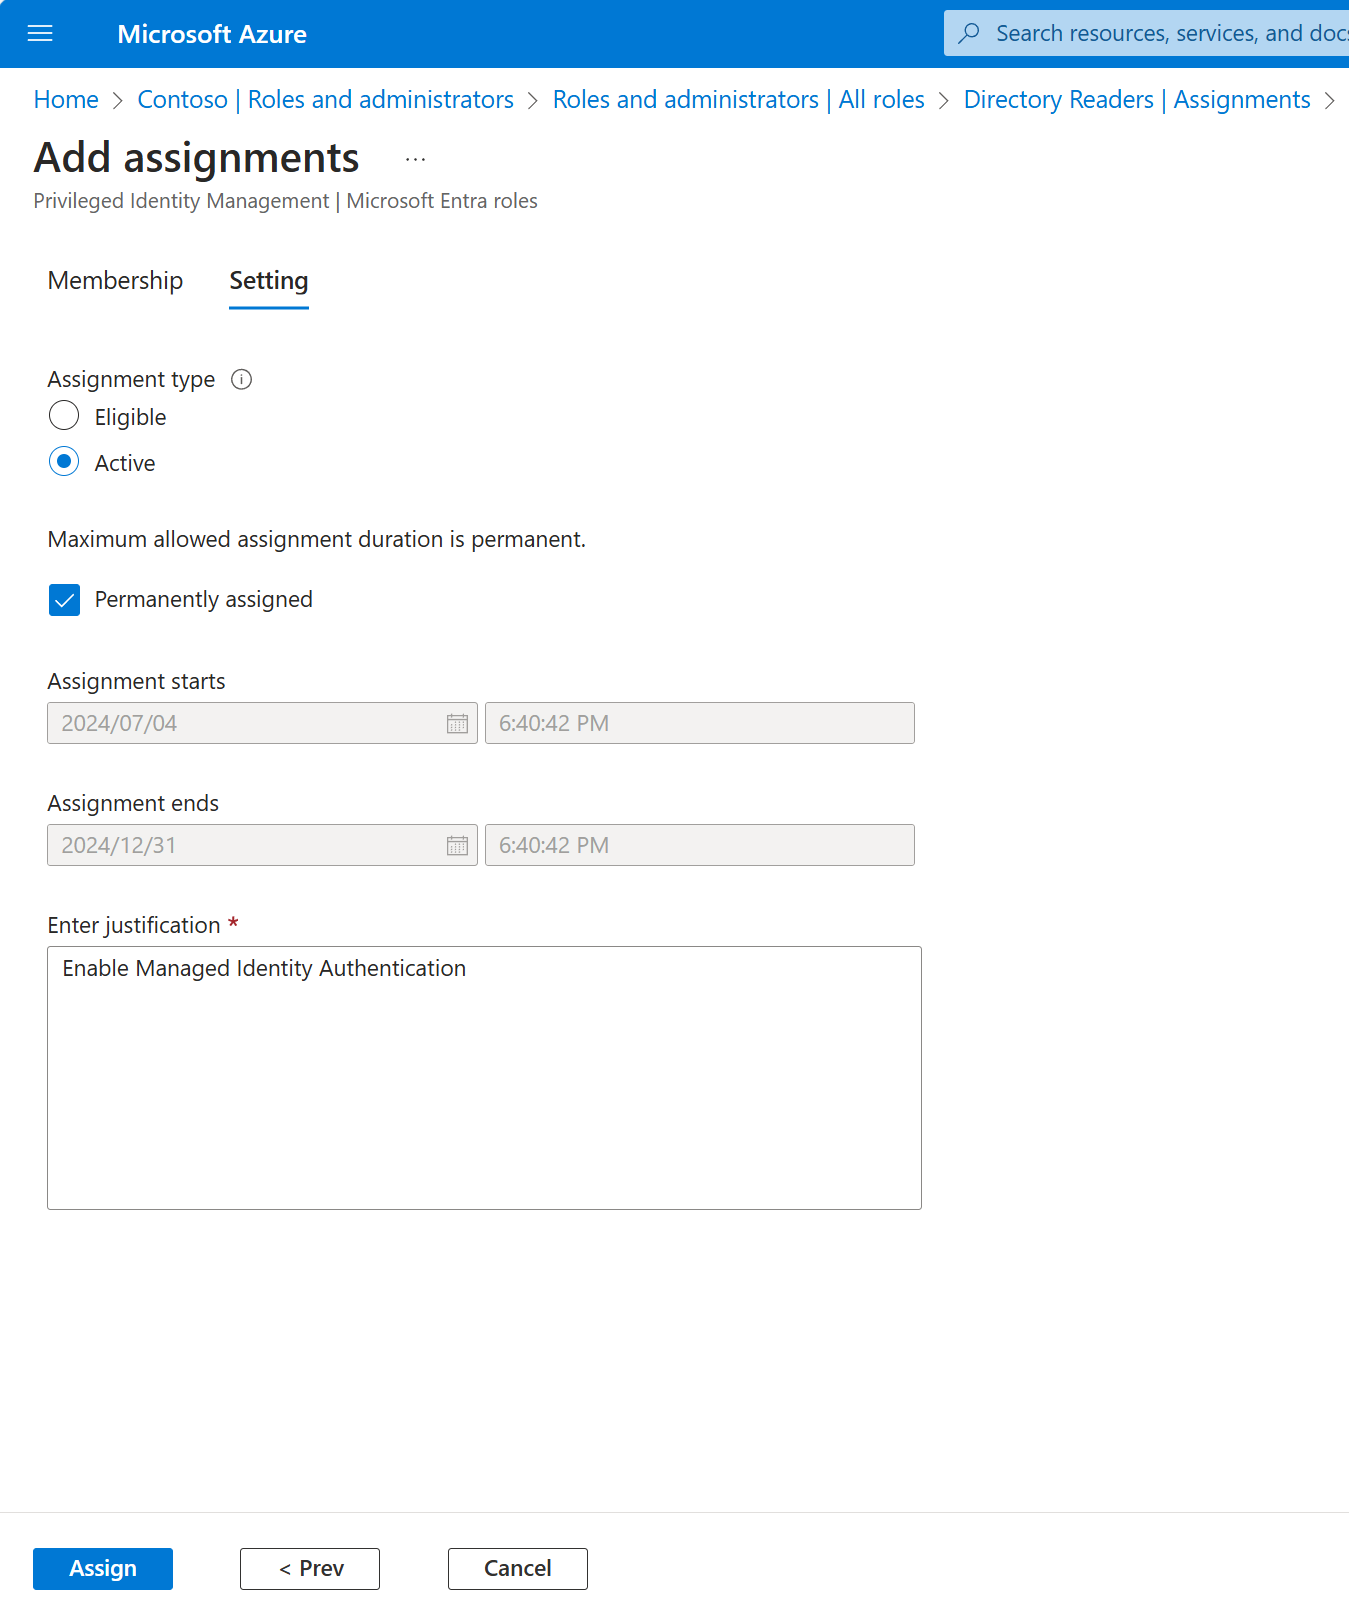 Microsoft Azure
Search resources, services, and docs
Home > Contoso | Roles and administrators > Roles and administrators | All roles > Directory Readers | Assignments >
Add assignments ...
Privileged Identity Management | Microsoft Entra roles
Membership Setting
Assignment type
Eligible
Active
Maximum allowed assignment duration is permanent.
Permanently assigned
Assignment starts
2024/07/04 6:40:42 PM
Assignment ends
2024/12/31 6:40:42 PM
Enter justification *
Enable Managed Identity Authentication
Assign < Prev Cancel